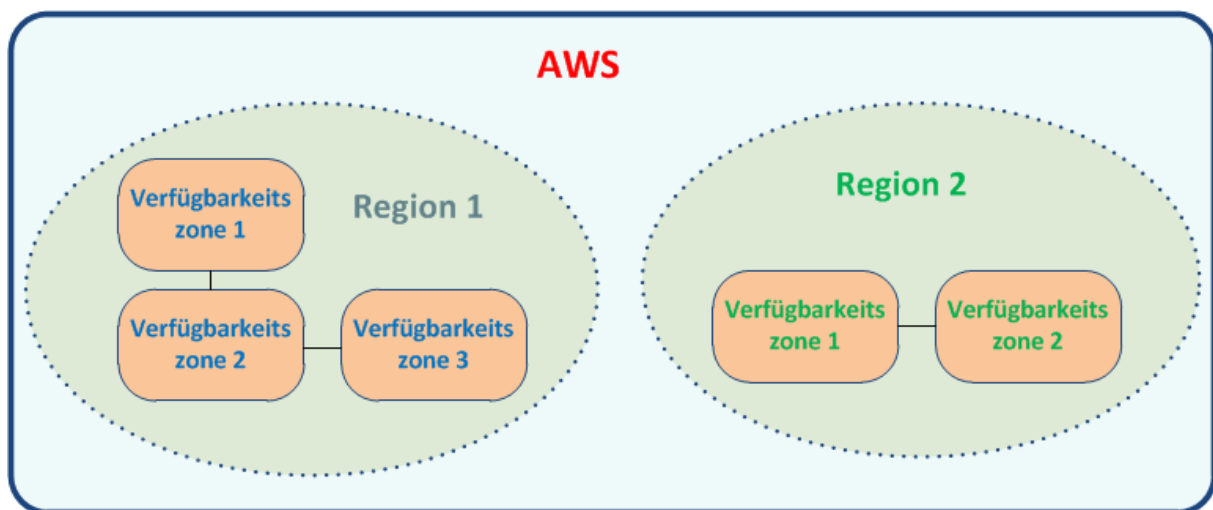 AWS
Region 1
Verfügbarkeits
zone 1
Verfügbarkeits
zone 2
Verfügbarkeits
zone 3
Region 2
Verfügbarkeits
zone 1
Verfügbarkeits
zone 2